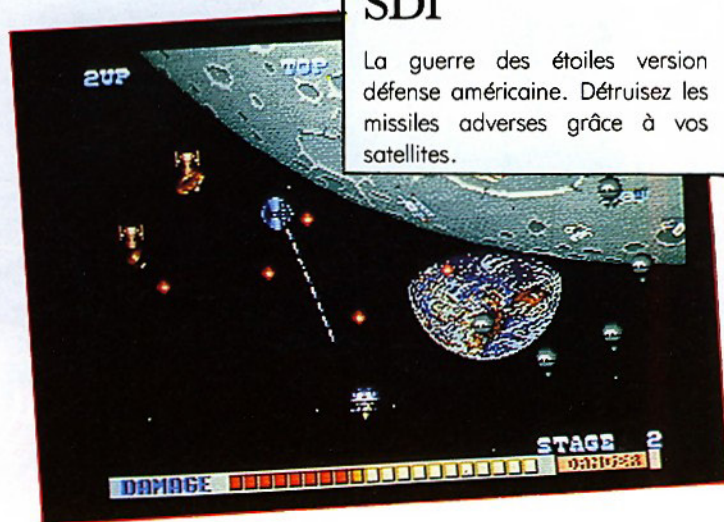 SDI
La guerre des étoiles version
défense américaine. Détruisez les
missiles adverses grâce à vos
satellites.
2UP TOP
STAGE 2
DAMAGE DANGER